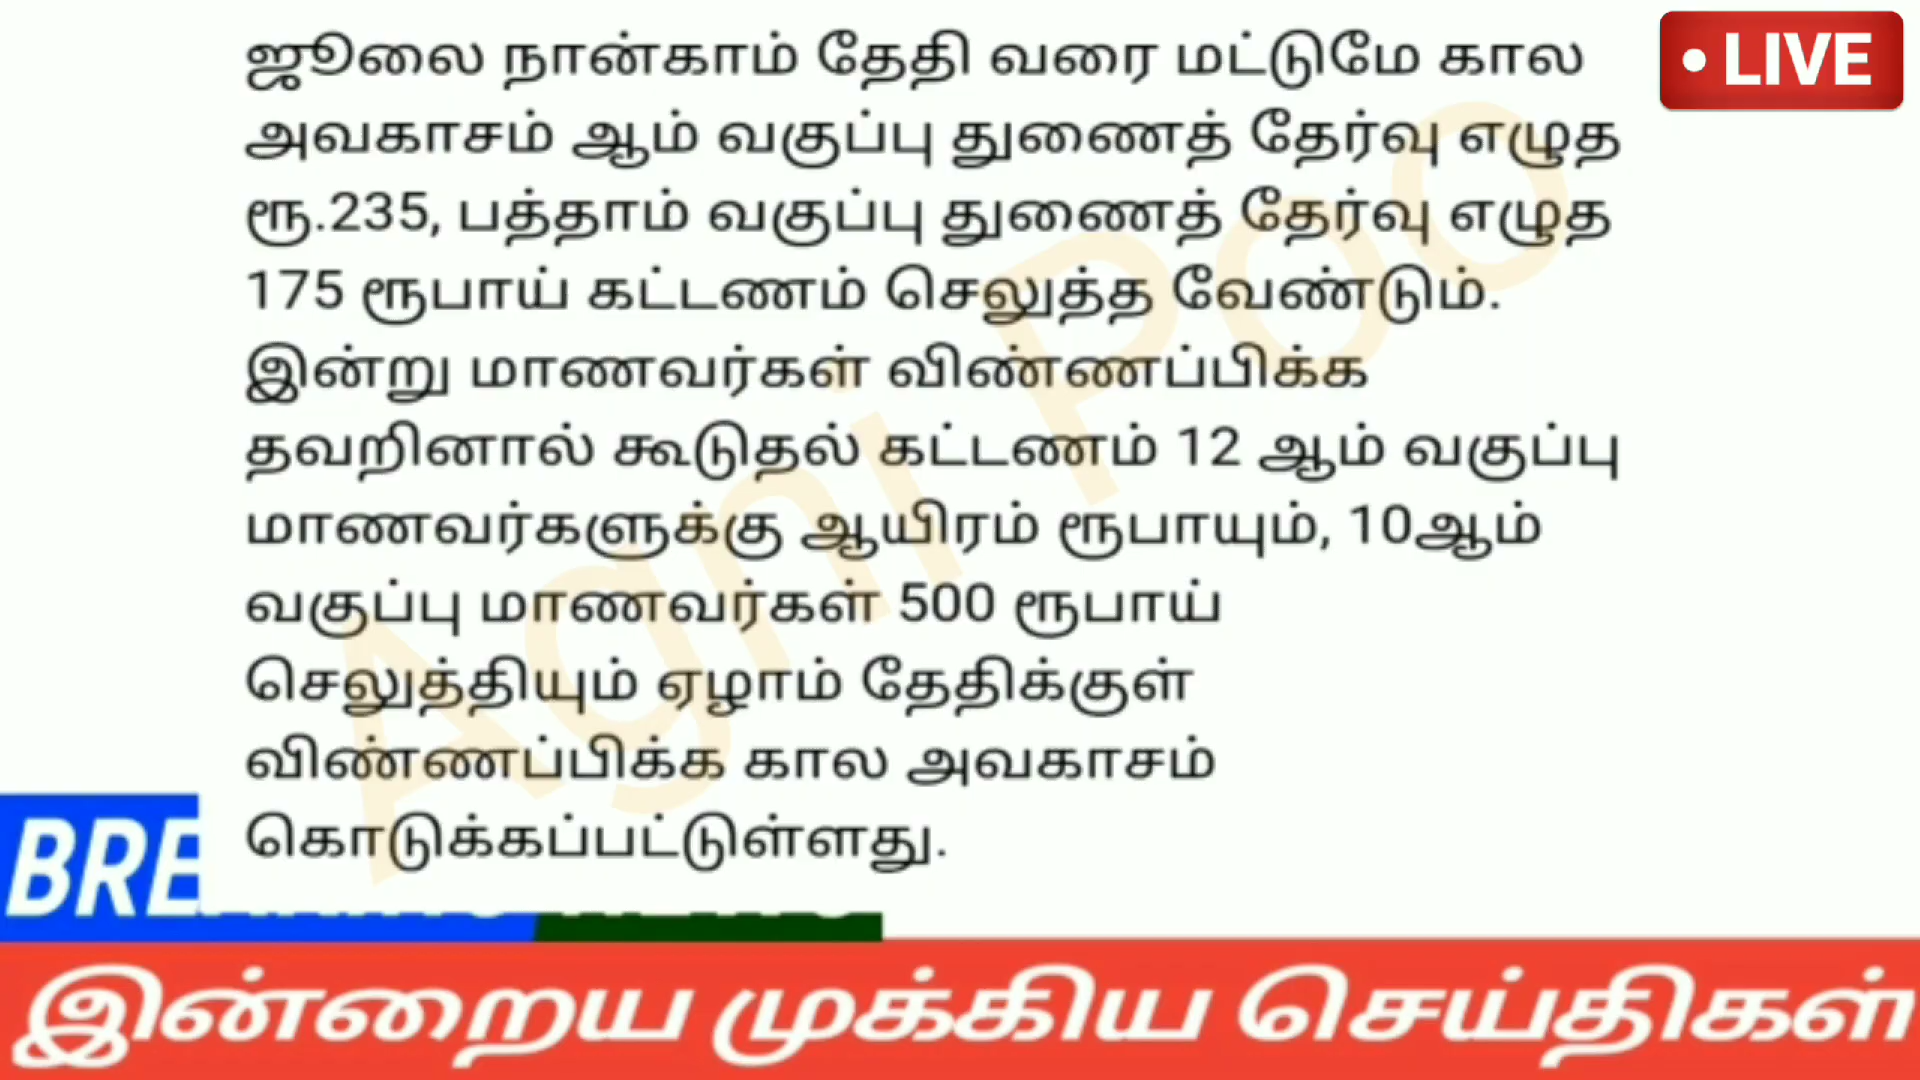 ஜூலை நான்காம் தேதி வரை மட்டுமே கால
LIVE
அவகாசம் ஆம் வகுப்பு துணைத் தேர்வு எழுத
ரூ.235, பத்தாம் வகுப்பு துணைத் தேர்வு எழுத
175 ரூபாய் கட்டணம் செலுத்த வேண்டும்.
இன்று மாணவர்கள் விண்ணப்பிக்க
தவறினால் கூடுதல் கட்டணம் 12 ஆம் வகுப்பு
மாணவர்களுக்கு ஆயிரம் ரூபாயும், 10ஆம்
வகுப்பு மாணவர்கள் 500 ரூபாய்
செலுத்தியும் ஏழாம் தேதிக்குள்
விண்ணப்பிக்க கால அவகாசம்
கொடுக்கப்பட்டுள்ளது.
Agni Poo
இன்றைய முக்கிய செய்திகள்